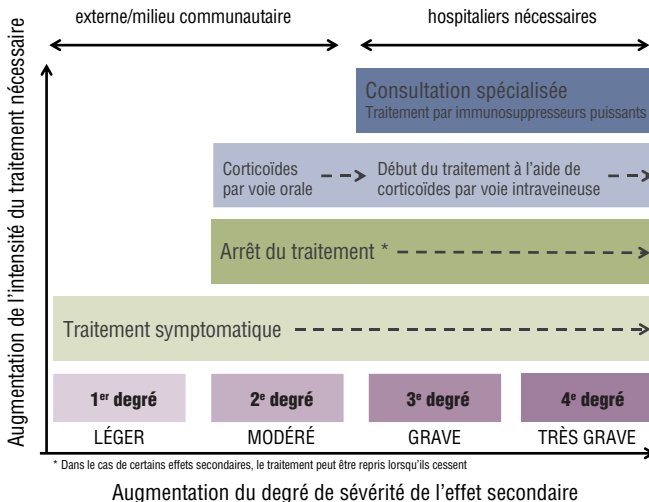 externe/milieu communautaire
hospitaliers nécessaires
Augmentation de l'intensité du traitement nécessaire
Consultation spécialisée
Traitement par immunosuppresseurs puissants
Corticoïdes
par voie orale
Début du traitement à l'aide de
corticoïdes par voie intraveineuse
Arrêt du traitement *
Traitement symptomatique
1er degré
2e degré
3e degré
4e degré
LÉGER
MODÉRÉ
GRAVE
TRÈS GRAVE
* Dans le cas de certains effets secondaires, le traitement peut être repris lorsqu'ils cessent
Augmentation du degré de sévérité de l'effet secondaire